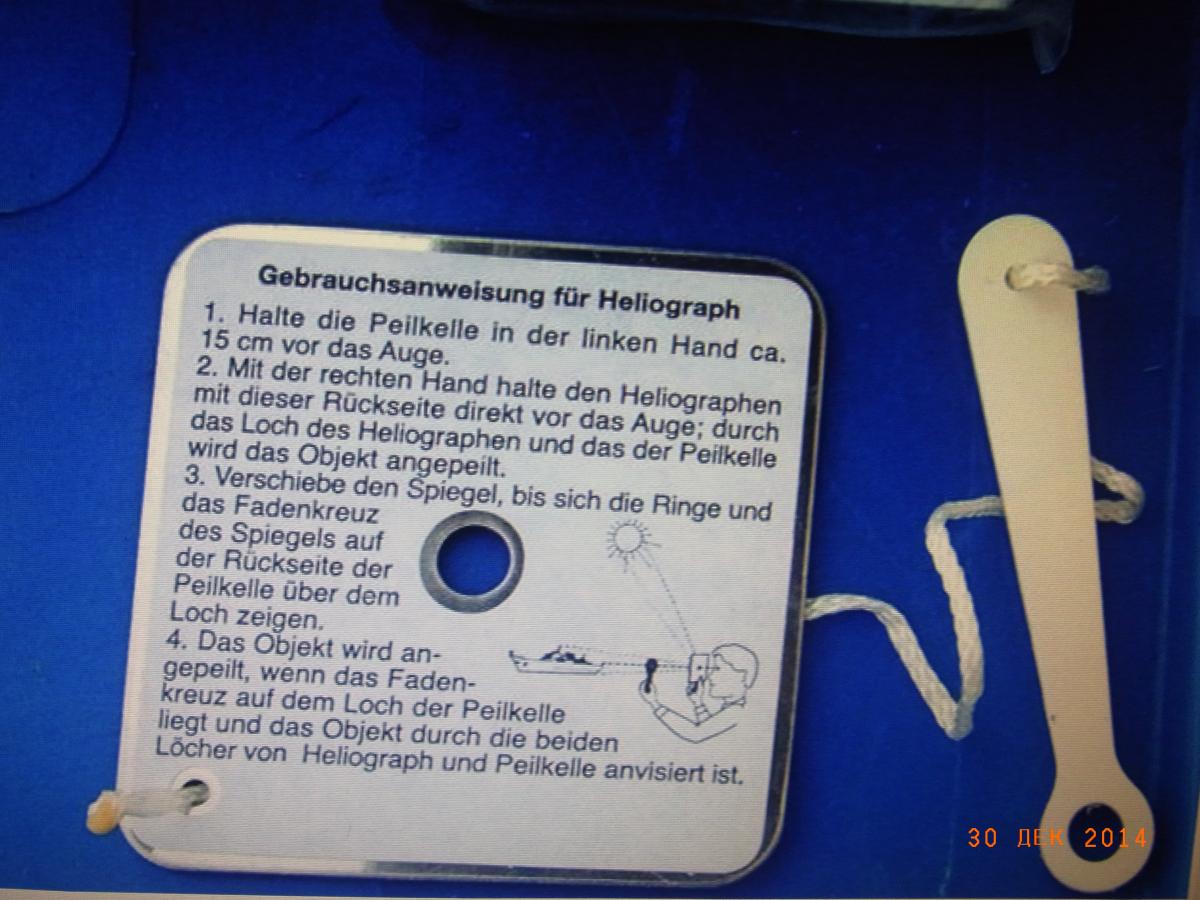 Gebrauchsanweisung für Heliograph
1. Halte die Peilkelle in der linken Hand ca.
15 cm vor das Auge.
2. Mit der rechten Hand halte den Heliographen
mit dieser Rückseite direkt vor das Auge; durch
das Loch des Heliographen und das der Peilkelle
wird das Objekt angepeilt.
3. Verschiebe den Spiegel, bis sich die Ringe und
das Fadenkreuz
des Spiegels auf
der Rückseite der
Peilkelle über dem
Loch zeigen.
4. Das Objekt wird an-
gepeilt, wenn das Faden-
kreuz auf dem Loch der Peilkelle
liegt und das Objekt durch die beiden
Löcher von Heliograph und Peilkelle anvisiert ist.
30 ДЕК 2014